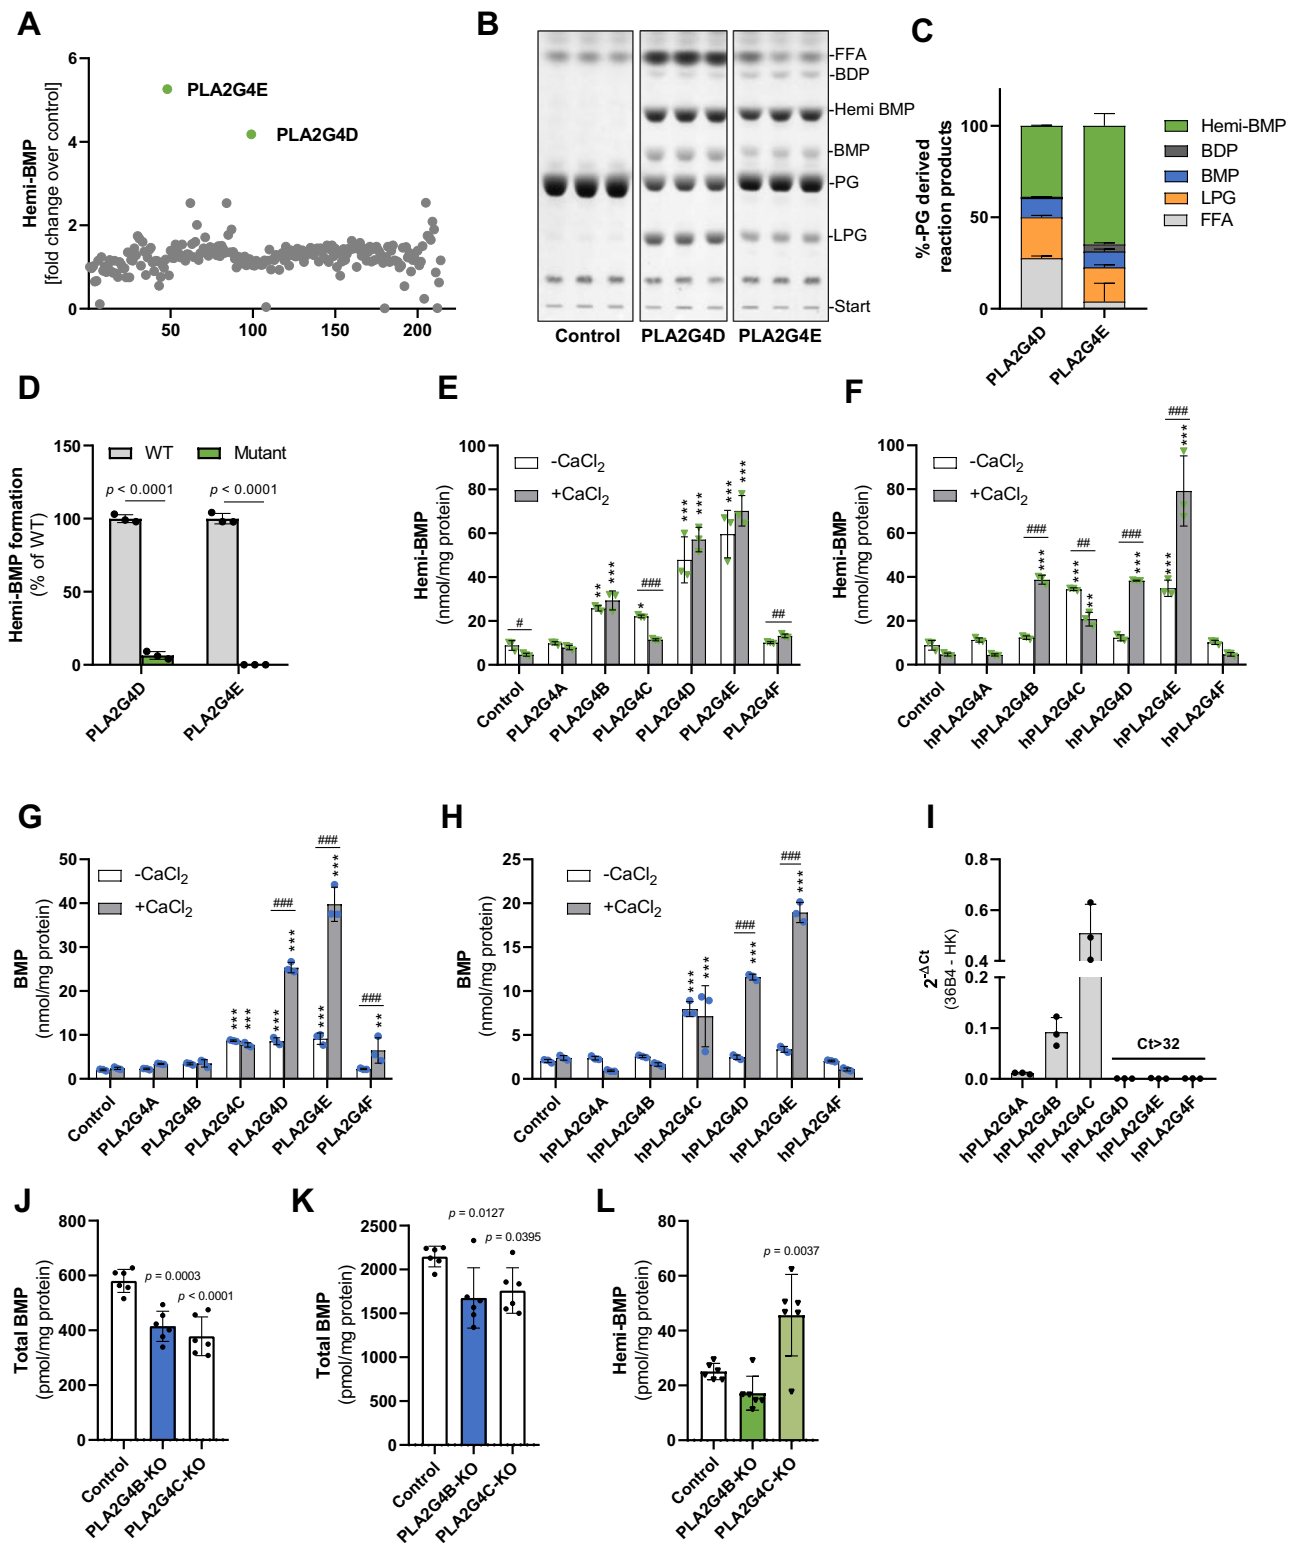 A
Hemi-BMP
[fold change over control]
6
4
2
0
50
100
150
200
PLA2G4E
PLA2G4D
B
-FFA
-BDP
-Hemi BMP
-BMP
-PG
-LPG
-Start
Control
PLA2G4D
PLA2G4E
C
%-PG derived
reaction products
100
50
0
PLA2G4D
PLA2G4E
Hemi-BMP
BDP
BMP
LPG
FFA
D
Hemi-BMP formation
(% of WT)
150
100
50
0
WT
Mutant
p < 0.0001
p < 0.0001
PLA2G4D
PLA2G4E
E
Hemi-BMP
(nmol/mg protein)
100
80
60
40
20
0
-CaCl2
+CaCl2
#
**
***
*
###
***
***
***
***
##
Control
PLA2G4A
PLA2G4B
PLA2G4C
PLA2G4D
PLA2G4E
PLA2G4F
F
Hemi-BMP
(nmol/mg protein)
100
80
60
40
20
0
-CaCl2
+CaCl2
###
***
##
***
**
###
***
###
***
***
Control
hPLA2G4A
hPLA2G4B
hPLA2G4C
hPLA2G4D
hPLA2G4E
hPLA2G4F
G
BMP
(nmol/mg protein)
50
40
30
20
10
0
-CaCl2
+CaCl2
***
***
###
***
***
###
***
***
###
**
Control
PLA2G4A
PLA2G4B
PLA2G4C
PLA2G4D
PLA2G4E
PLA2G4F
H
BMP
(nmol/mg protein)
25
20
15
10
5
0
-CaCl2
+CaCl2
***
***
###
***
###
***
Control
hPLA2G4A
hPLA2G4B
hPLA2G4C
hPLA2G4D
hPLA2G4E
hPLA2G4F
I
2-ΔCt
(36B4 - HK)
0.8
0.6
0.4
0.2
0.1
0.0
Ct>32
hPLA2G4A
hPLA2G4B
hPLA2G4C
hPLA2G4D
hPLA2G4E
hPLA2G4F
J
Total BMP
(pmol/mg protein)
800
600
400
200
0
p = 0.0003
p < 0.0001
Control
PLA2G4B-KO
PLA2G4C-KO
K
Total BMP
(pmol/mg protein)
2500
2000
1500
1000
500
0
p = 0.0127
p = 0.0395
Control
PLA2G4B-KO
PLA2G4C-KO
L
Hemi-BMP
(pmol/mg protein)
80
60
40
20
0
p = 0.0037
Control
PLA2G4B-KO
PLA2G4C-KO